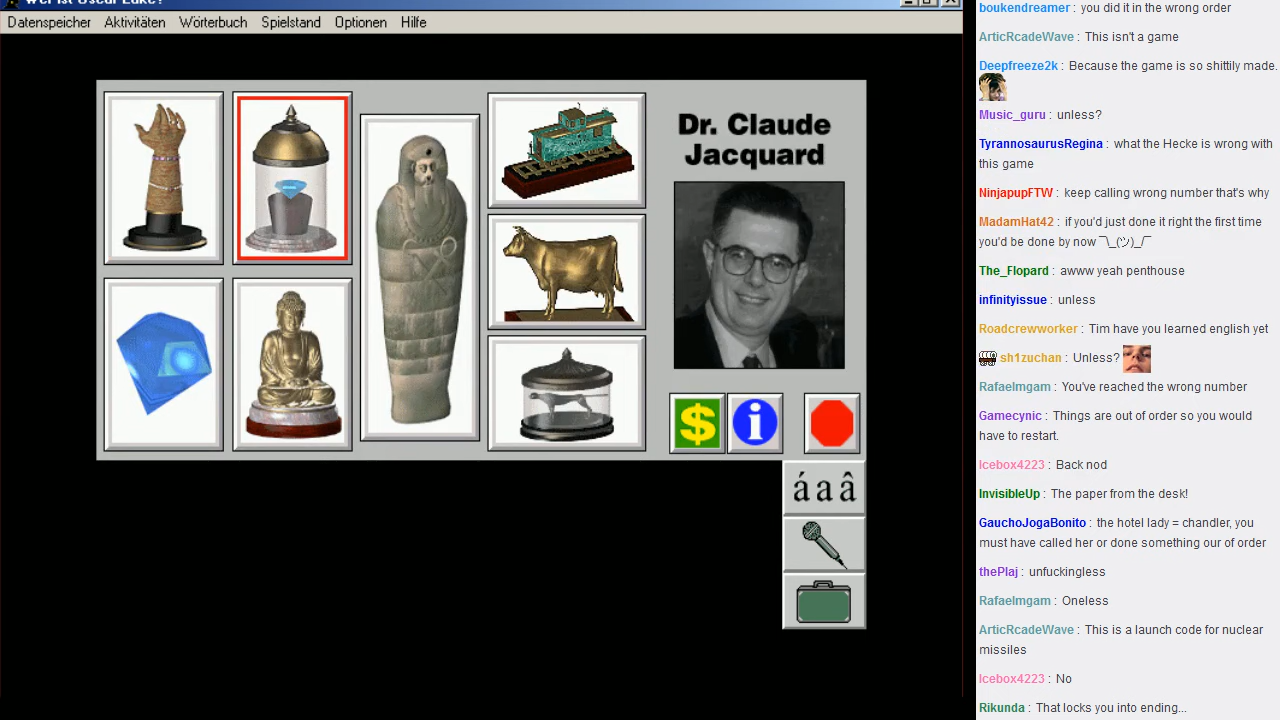 Wer ist Oscar Lake?
Datenspeicher Aktivitäten Wörterbuch Spielstand Optionen Hilfe
Dr. Claude
Jacquard
$ i
á a â
boukendreamer : you did it in the wrong order
ArticRcadeWave : This isn't a game
Deepfreeze2k : Because the game is so shittily made.
Music_guru : unless?
TyrannosaurusRegina : what the Hecke is wrong with
this game
NinjapupFTW : keep calling wrong number that's why
MadamHat42 : if you'd just done it right the first time
you'd be done by now ¯\_(ツ)_/¯
The_Flopard : awww yeah penthouse
infinityissue : unless
Roadcrewworker : Tim have you learned english yet
sh1zuchan : Unless?
Rafaelmgam : You've reached the wrong number
Gamecynic : Things are out of order so you would
have to restart.
Icebox4223 : Back nod
InvisibleUp : The paper from the desk!
GauchoJogaBonito : the hotel lady = chandler, you
must have called her or done something our of order
thePlaj : unfuckingless
Rafaelmgam : Oneless
ArticRcadeWave : This is a launch code for nuclear
missiles
Icebox4223 : No
Rikunda : That locks you into ending...